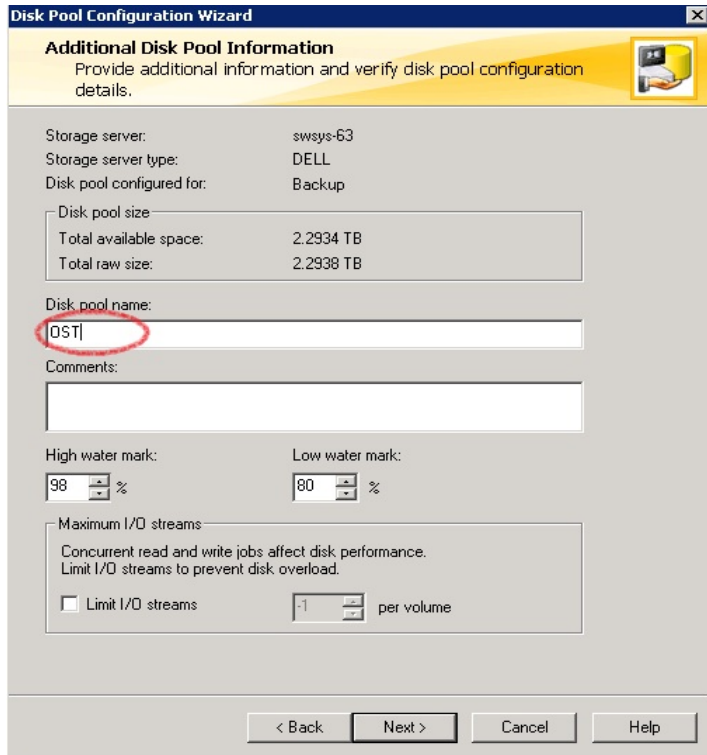 Disk Pool Configuration Wizard
Additional Disk Pool Information
Provide additional information and verify disk pool configuration
details.
Storage server: swsys-63
Storage server type: DELL
Disk pool configured for: Backup
Disk pool size
Total available space: 2.2934 TB
Total raw size: 2.2938 TB
Disk pool name:
OST
Comments:
High water mark: Low water mark:
98 % 80 %
Maximum I/O streams
Concurrent read and write jobs affect disk performance.
Limit I/O streams to prevent disk overload.
Limit I/O streams -1 per volume
< Back Next > Cancel Help